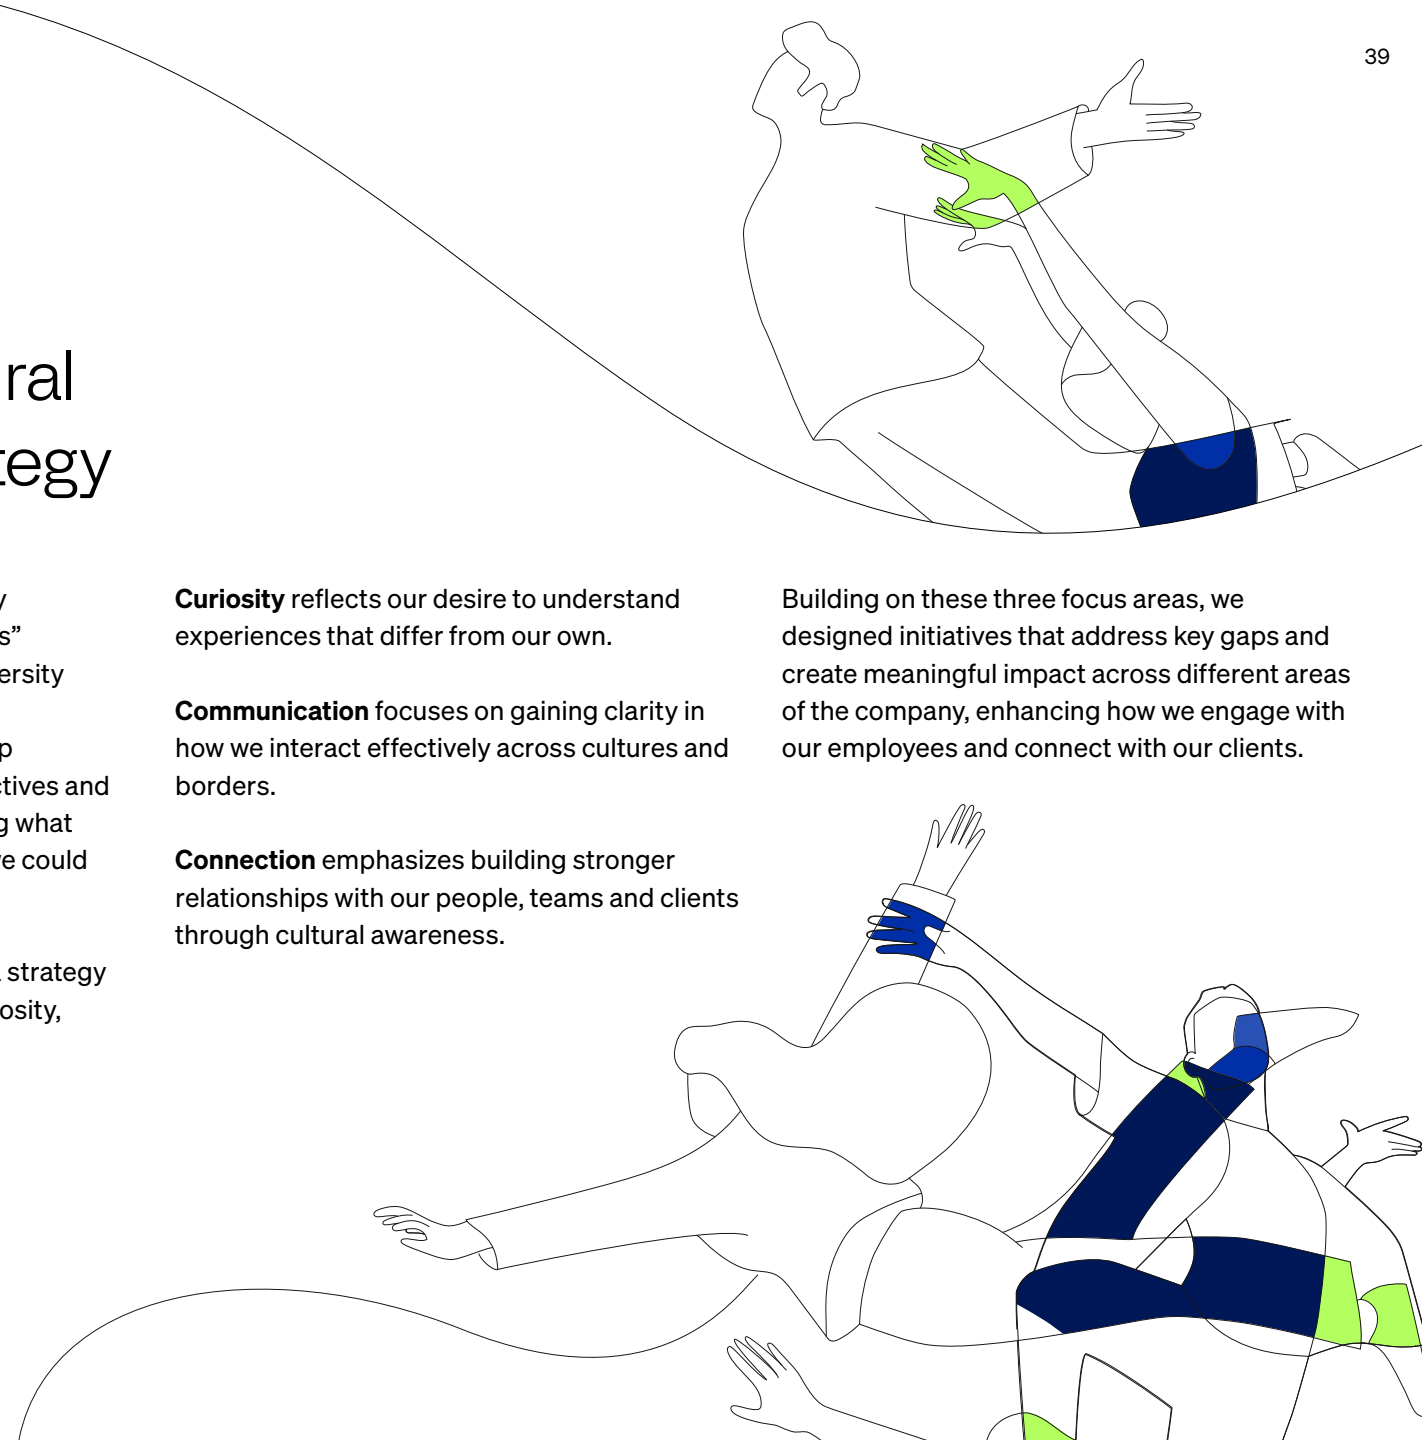 39
ral
tegy
y
s”
ersity
p
ctives and
g what
ve could
strategy
osity,
Curiosity reflects our desire to understand
experiences that differ from our own.
Communication focuses on gaining clarity in
how we interact effectively across cultures and
borders.
Connection emphasizes building stronger
relationships with our people, teams and clients
through cultural awareness.
Building on these three focus areas, we
designed initiatives that address key gaps and
create meaningful impact across different areas
of the company, enhancing how we engage with
our employees and connect with our clients.